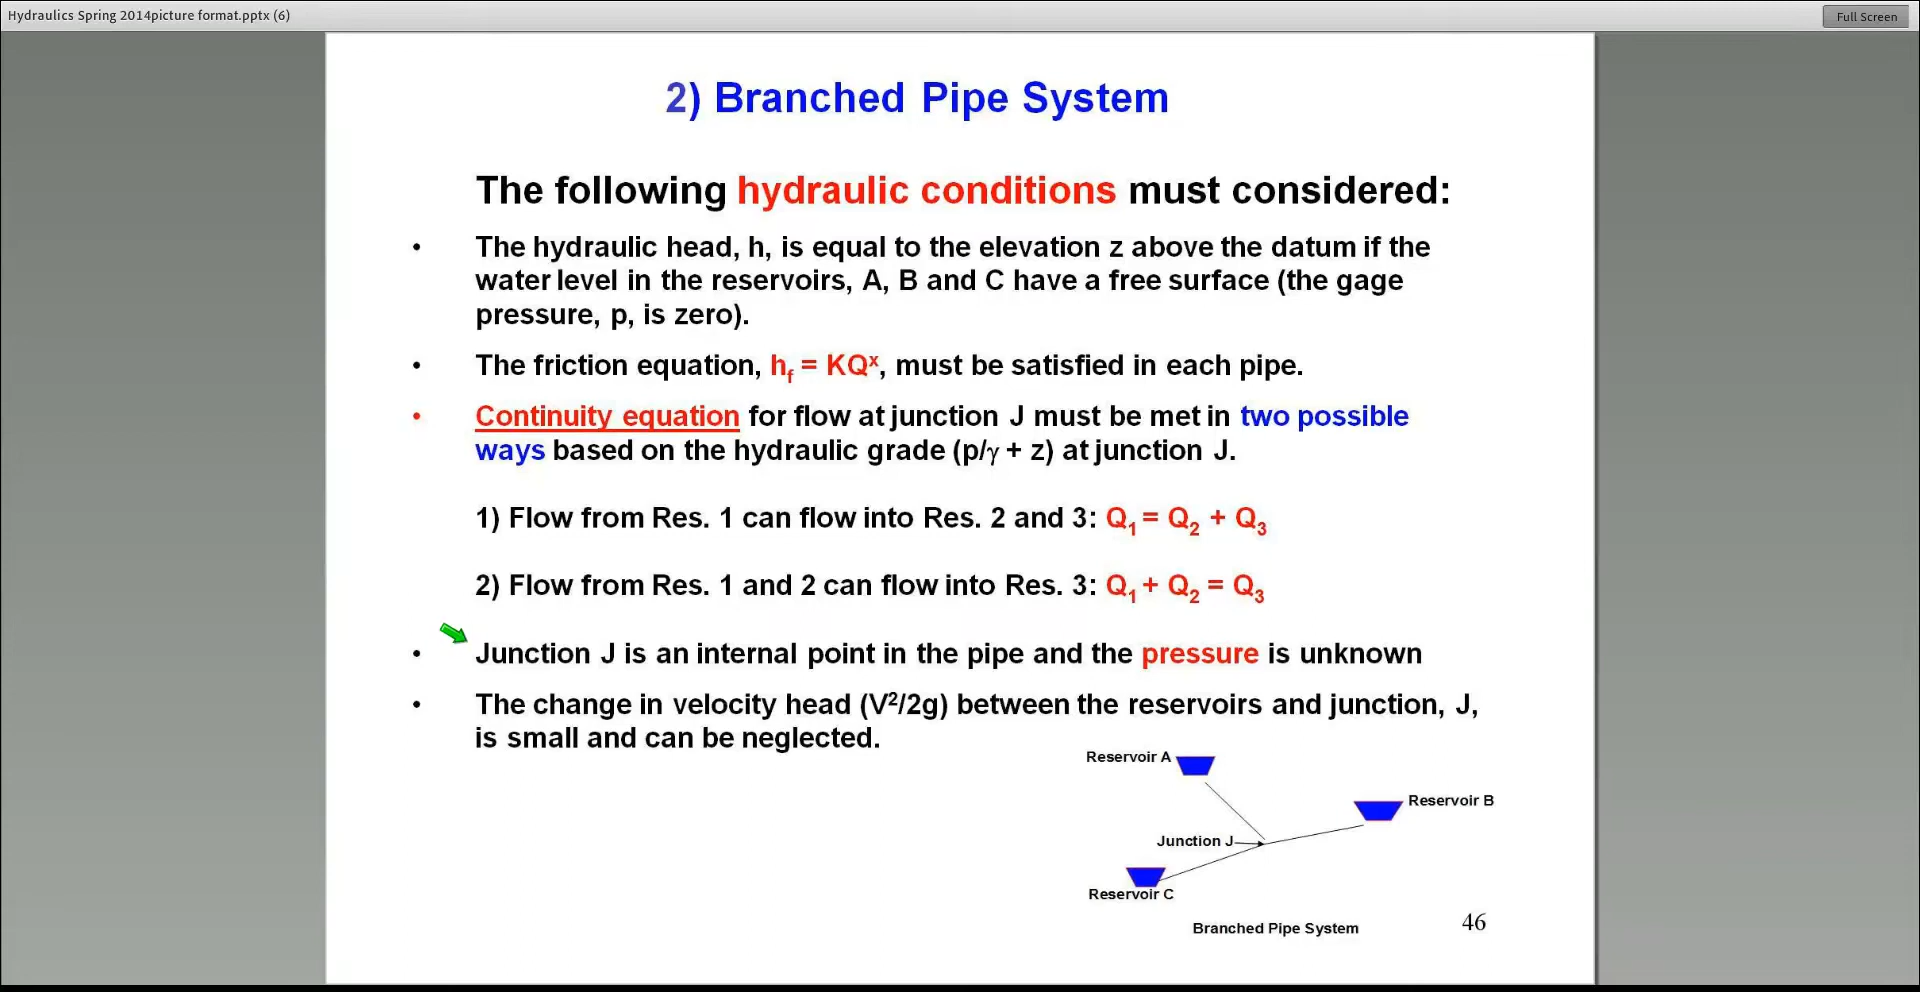 Hydraulics Spring 2014picture format.pptx (6)
Full Screen
2) Branched Pipe System
The following hydraulic conditions must considered:
• The hydraulic head, h, is equal to the elevation z above the datum if the
water level in the reservoirs, A, B and C have a free surface (the gage
pressure, p, is zero).
• The friction equation, h_f = KQ^x, must be satisfied in each pipe.
• Continuity equation for flow at junction J must be met in two possible
ways based on the hydraulic grade (p/γ + z) at junction J.
1) Flow from Res. 1 can flow into Res. 2 and 3: Q₁ = Q₂ + Q₃
2) Flow from Res. 1 and 2 can flow into Res. 3: Q₁ + Q₂ = Q₃
• Junction J is an internal point in the pipe and the pressure is unknown
• The change in velocity head (V²/2g) between the reservoirs and junction, J,
is small and can be neglected.
Reservoir A
Reservoir B
Junction J
Reservoir C
Branched Pipe System
46